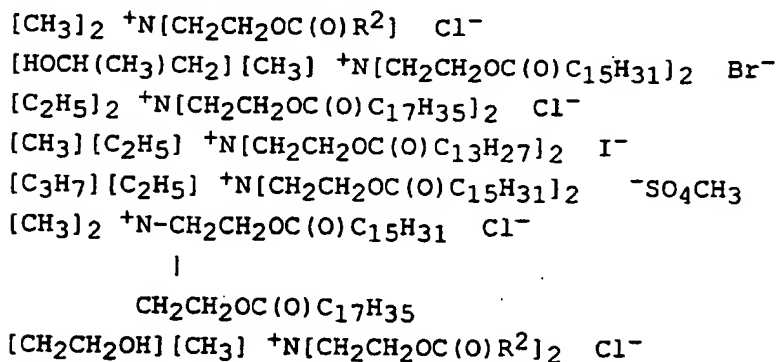 [CH₃]₂ ⁺N[CH₂CH₂OC(O)R²] Cl⁻
[HOCH(CH₃)CH₂][CH₃] ⁺N[CH₂CH₂OC(O)C₁₅H₃₁]₂ Br⁻
[C₂H₅]₂ ⁺N[CH₂CH₂OC(O)C₁₇H₃₅]₂ Cl⁻
[CH₃][C₂H₅] ⁺N[CH₂CH₂OC(O)C₁₃H₂₇]₂ I⁻
[C₃H₇][C₂H₅] ⁺N[CH₂CH₂OC(O)C₁₅H₃₁]₂ ⁻SO₄CH₃
[CH₃]₂ ⁺N-CH₂CH₂OC(O)C₁₅H₃₁ Cl⁻
|
CH₂CH₂OC(O)C₁₇H₃₅
[CH₂CH₂OH][CH₃] ⁺N[CH₂CH₂OC(O)R²]₂ Cl⁻